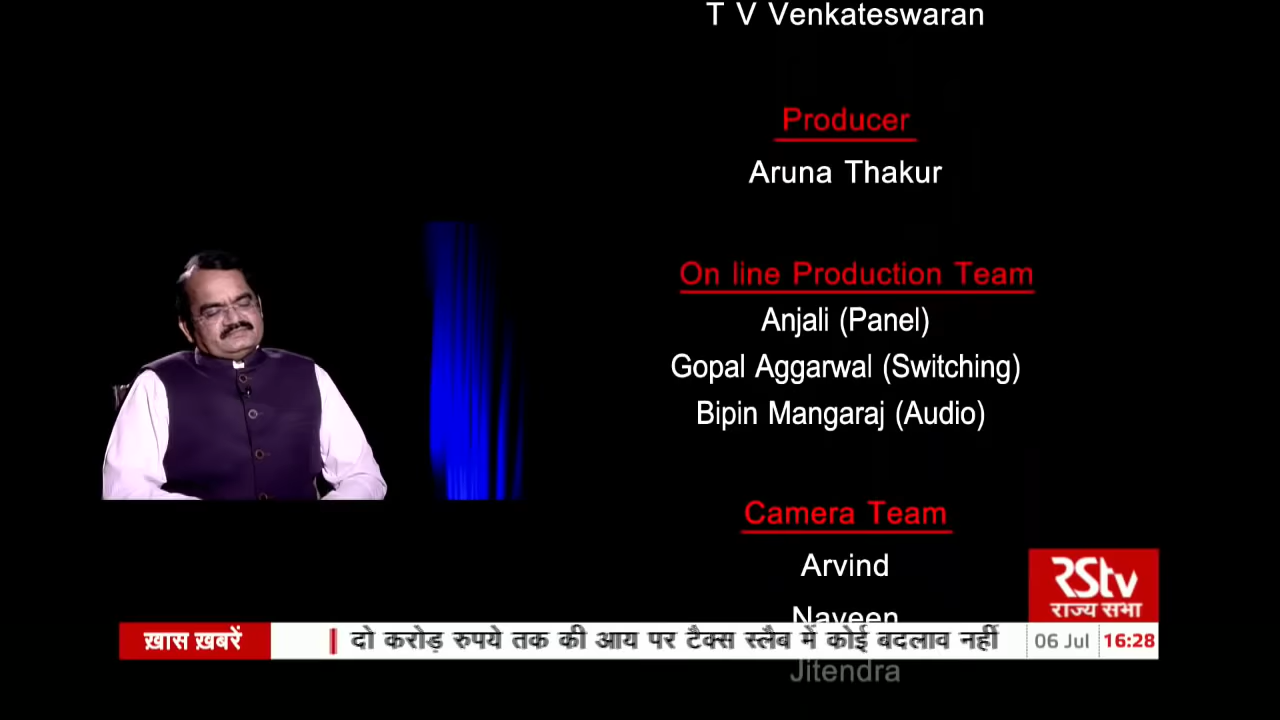 T V Venkateswaran
Producer
Aruna Thakur
On line Production Team
Anjali (Panel)
Gopal Aggarwal (Switching)
Bipin Mangaraj (Audio)
Camera Team
Arvind
Naveen
RStv
राज्य सभा
ख़ास ख़बरें
दो करोड़ रुपये तक की आय पर टैक्स स्लैब में कोई बदलाव नहीं
06 Jul
16:28
Jitendra